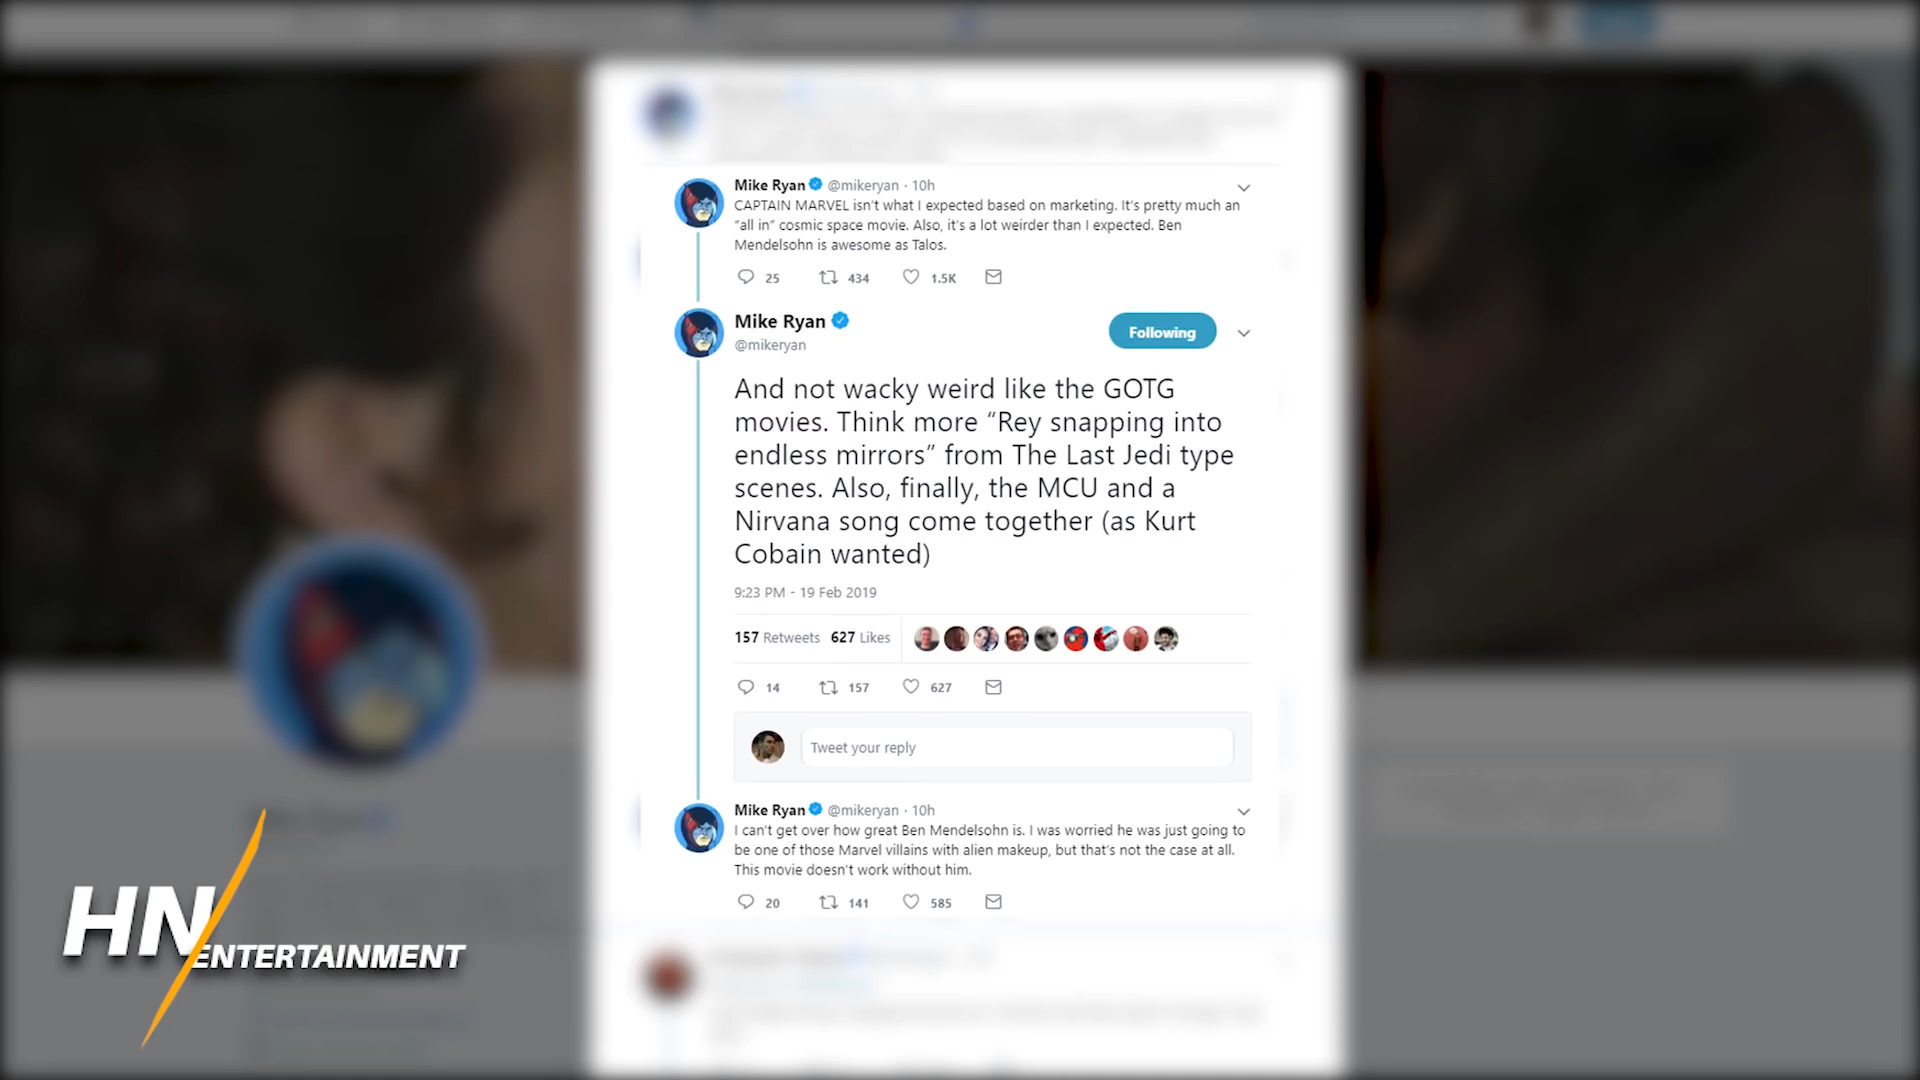 Mike Ryan @mikeryan · 10h
CAPTAIN MARVEL isn't what I expected based on marketing. It's pretty much an
"all in" cosmic space movie. Also, it's a lot weirder than I expected. Ben
Mendelsohn is awesome as Talos.
25 434 1.5K
Mike Ryan
@mikeryan
Following
And not wacky weird like the GOTG
movies. Think more “Rey snapping into
endless mirrors” from The Last Jedi type
scenes. Also, finally, the MCU and a
Nirvana song come together (as Kurt
Cobain wanted)
9:23 PM - 19 Feb 2019
157 Retweets 627 Likes
14 157 627
Tweet your reply
Mike Ryan @mikeryan · 10h
I can't get over how great Ben Mendelsohn is. I was worried he was just going to
be one of those Marvel villains with alien makeup, but that's not the case at all.
This movie doesn't work without him.
20 141 585
HN
ENTERTAINMENT